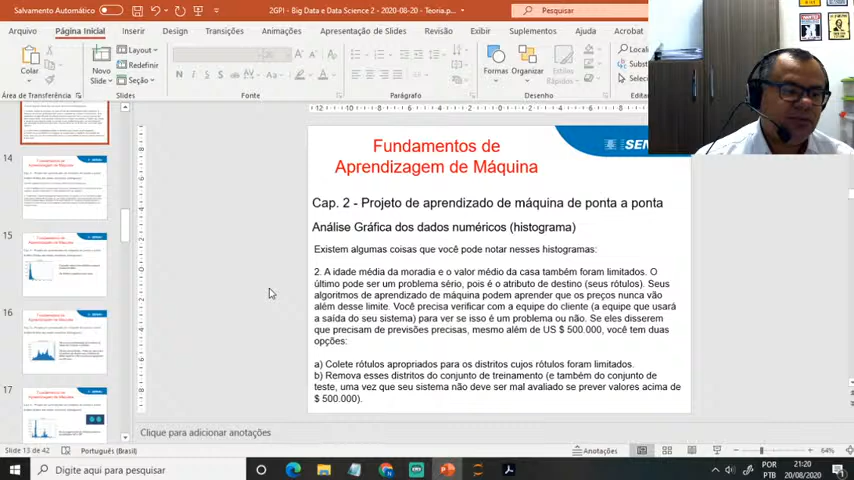 Salvamento Automático
2GPI - Big Data e Data Science 2 - 2020-08-20 - Teoria.p...
Pesquisar
Arquivo
Página Inicial
Inserir
Design
Transições
Animações
Apresentação de Slides
Revisão
Exibir
Suplementos
Ajuda
Acrobat
Colar
Novo
Slide
Layout
Redefinir
Seção
Formas
Organizar
Estilos
Área de Transferência
Slides
Fonte
Parágrafo
Desenho
14
15
16
17
Fundamentos de
Aprendizagem de Máquina
Cap. 2 - Projeto de aprendizado de máquina de ponta a ponta
Análise Gráfica dos dados numéricos (histograma)
Existem algumas coisas que você pode notar nesses histogramas:
2. A idade média da moradia e o valor médio da casa também foram limitados. O
último pode ser um problema sério, pois é o atributo de destino (seus rótulos). Seus
algoritmos de aprendizado de máquina podem aprender que os preços nunca vão
além desse limite. Você precisa verificar com a equipe do cliente (a equipe que usará
a saída do seu sistema) para ver se isso é um problema ou não. Se eles disserem
que precisam de previsões precisas, mesmo além de US $ 500.000, você tem duas
opções:
a) Colete rótulos apropriados para os distritos cujos rótulos foram limitados.
b) Remova esses distritos do conjunto de treinamento (e também do conjunto de
teste, uma vez que seu sistema não deve ser mal avaliado se prever valores acima de
$ 500.000).
Clique para adicionar anotações
Slide 13 de 42
Português (Brasil)
Anotações
64%
Digite aqui para pesquisar
POR
PTB
21:20
20/08/2020